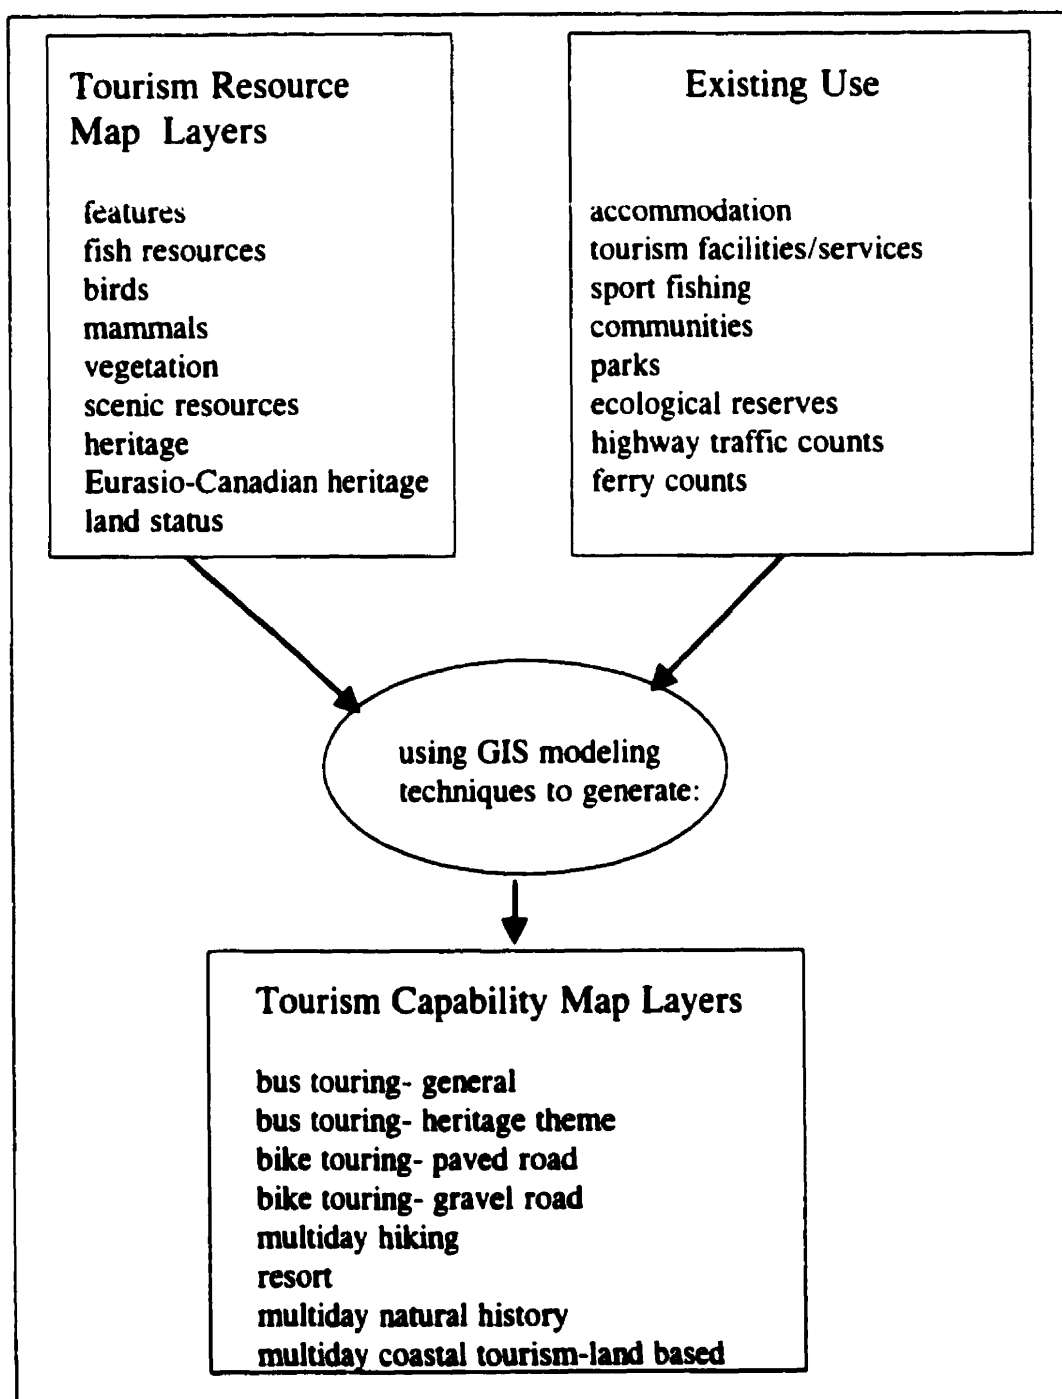 Tourism Resource
Map Layers
features
fish resources
birds
mammals
vegetation
scenic resources
heritage
Eurasio-Canadian heritage
land status
Existing Use
accommodation
tourism facilities/services
sport fishing
communities
parks
ecological reserves
highway traffic counts
ferry counts
using GIS modeling
techniques to generate:
Tourism Capability Map Layers
bus touring- general
bus touring- heritage theme
bike touring- paved road
bike touring- gravel road
multiday hiking
resort
multiday natural history
multiday coastal tourism-land based